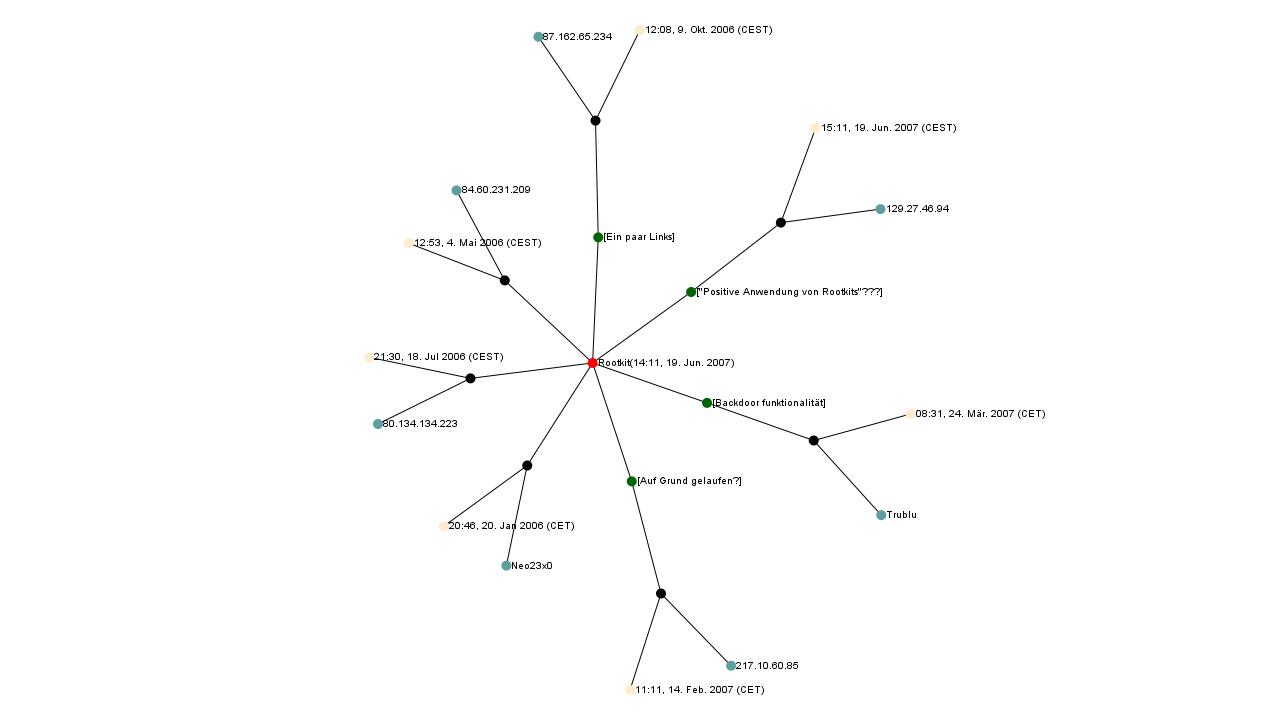 12:08, 9. Okt. 2006 (CEST)
87.162.65.234
15:11, 19. Jun. 2007 (CEST)
84.60.231.209
129.27.46.94
[Ein paar Links]
12:53, 4. Mai 2006 (CEST)
["Positive Anwendung von Rootkits"???]
21:30, 18. Jul 2006 (CEST)
Rootkit(14:11, 19. Jun. 2007)
[Backdoor funktionalität]
08:31, 24. Mär. 2007 (CET)
80.134.134.223
[Auf Grund gelaufen?]
Trublu
20:46, 20. Jan 2006 (CET)
Neo23x0
217.10.60.85
11:11, 14. Feb. 2007 (CET)